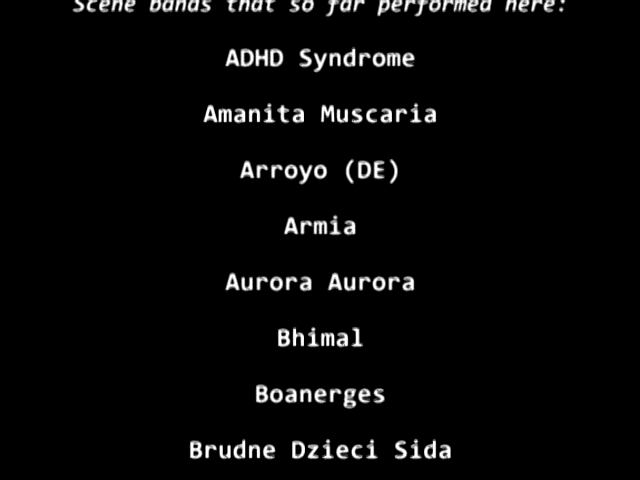 Scene bands that so far performed here:
ADHD Syndrome
Amanita Muscaria
Arroyo (DE)
Armia
Aurora Aurora
Bhimal
Boanerges
Brudne Dzieci Sida